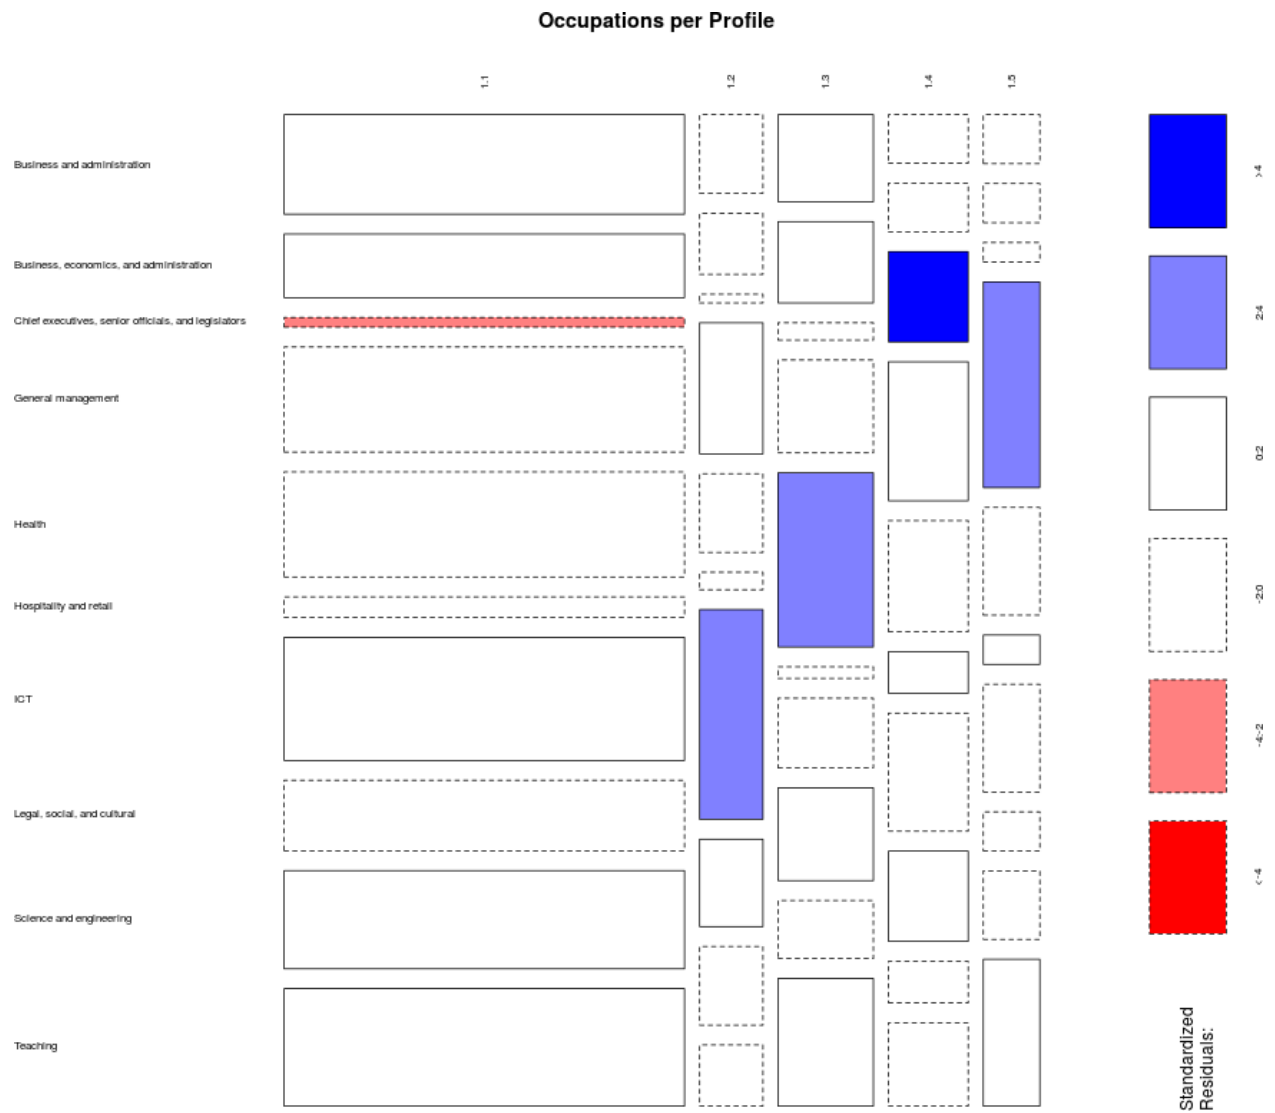 Occupations per Profile
1.1
1.2
1.3
1.4
1.5
Business and administration
Business, economics, and administration
Chief executives, senior officials, and legislators
General management
Health
Hospitality and retail
ICT
Legal, social, and cultural
Science and engineering
Teaching
>4
2:4
0:2
-2:0
-4:-2
<-4
Standardized
Residuals: